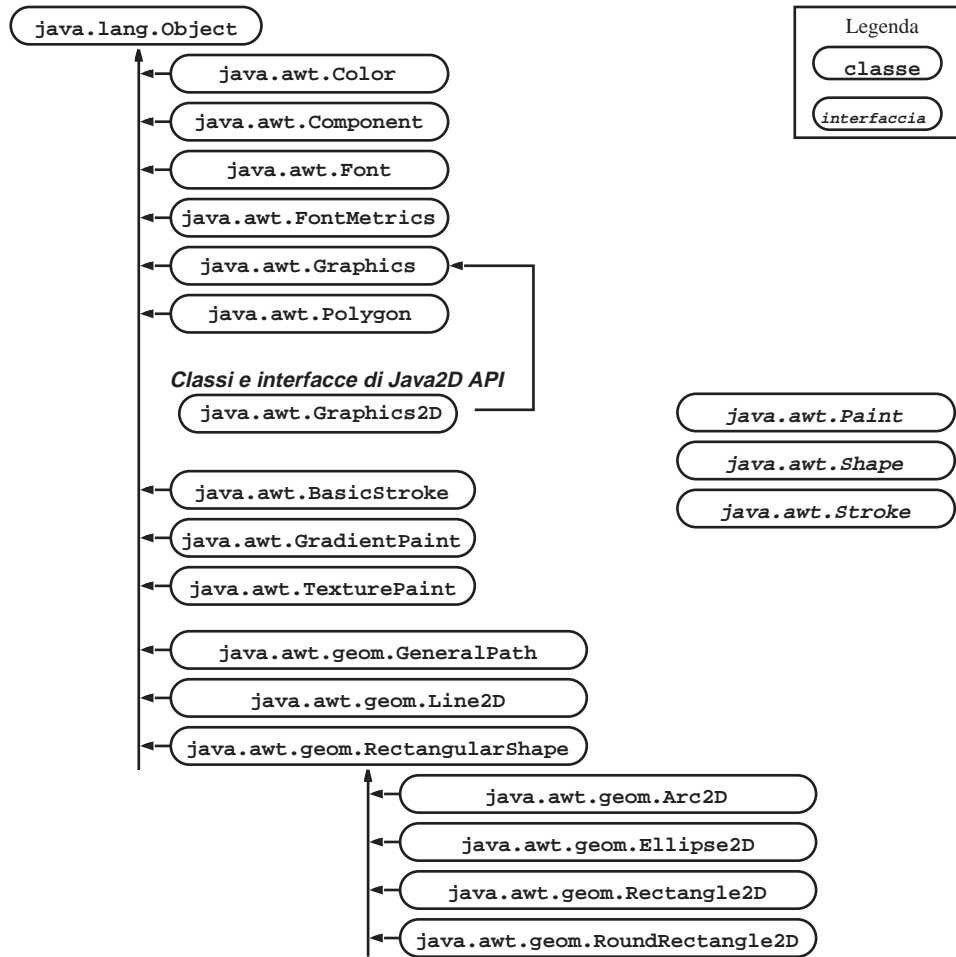 java.lang.Object
Legenda
classe
interfaccia
java.awt.Color
java.awt.Component
java.awt.Font
java.awt.FontMetrics
java.awt.Graphics
java.awt.Polygon
Classi e interfacce di Java2D API
java.awt.Graphics2D
java.awt.Paint
java.awt.Shape
java.awt.Stroke
java.awt.BasicStroke
java.awt.GradientPaint
java.awt.TexturePaint
java.awt.geom.GeneralPath
java.awt.geom.Line2D
java.awt.geom.RectangularShape
java.awt.geom.Arc2D
java.awt.geom.Ellipse2D
java.awt.geom.Rectangle2D
java.awt.geom.RoundRectangle2D